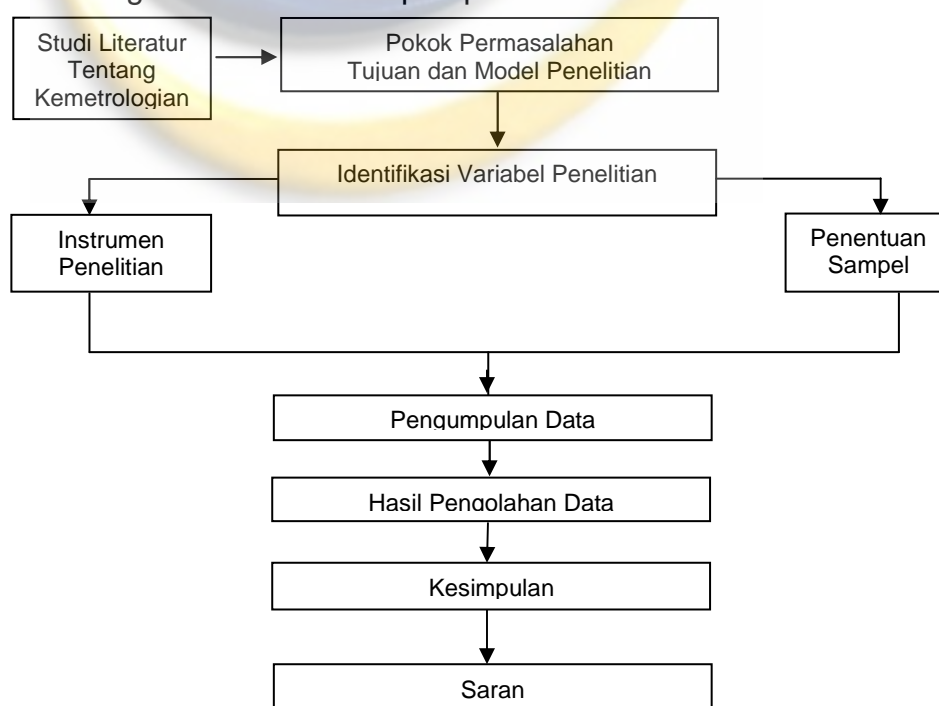 Studi Literatur
Tentang
Kemetrologian
Pokok Permasalahan
Tujuan dan Model Penelitian
Identifikasi Variabel Penelitian
Instrumen
Penelitian
Penentuan
Sampel
Pengumpulan Data
Hasil Pengolahan Data
Kesimpulan
Saran